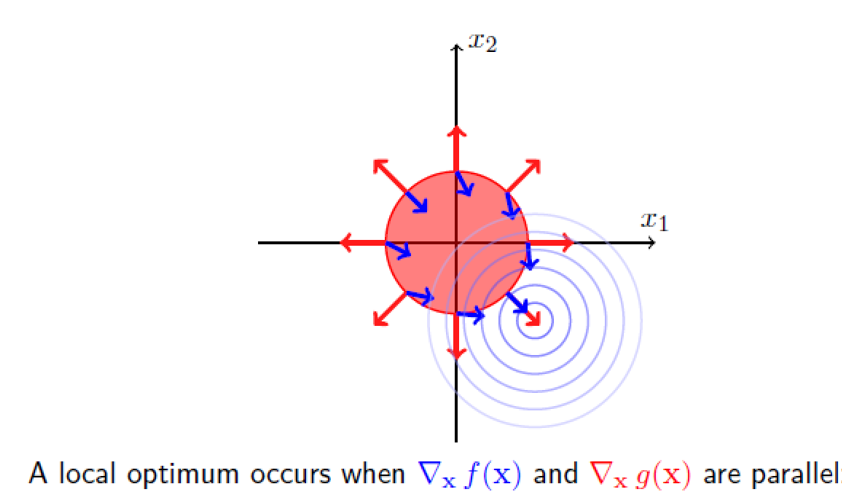 x₂
x₁
A local optimum occurs when ∇ₓ f(x) and ∇ₓ g(x) are parallel: